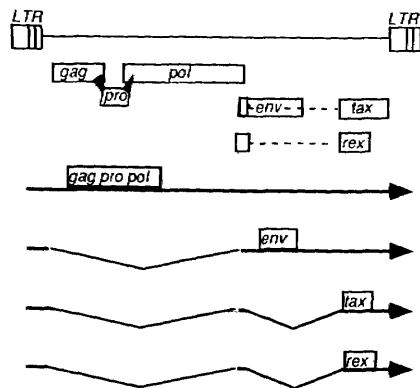 LTR LTR
gag pol
pro
env tax
rex
gag pro pol
env
tax
rex